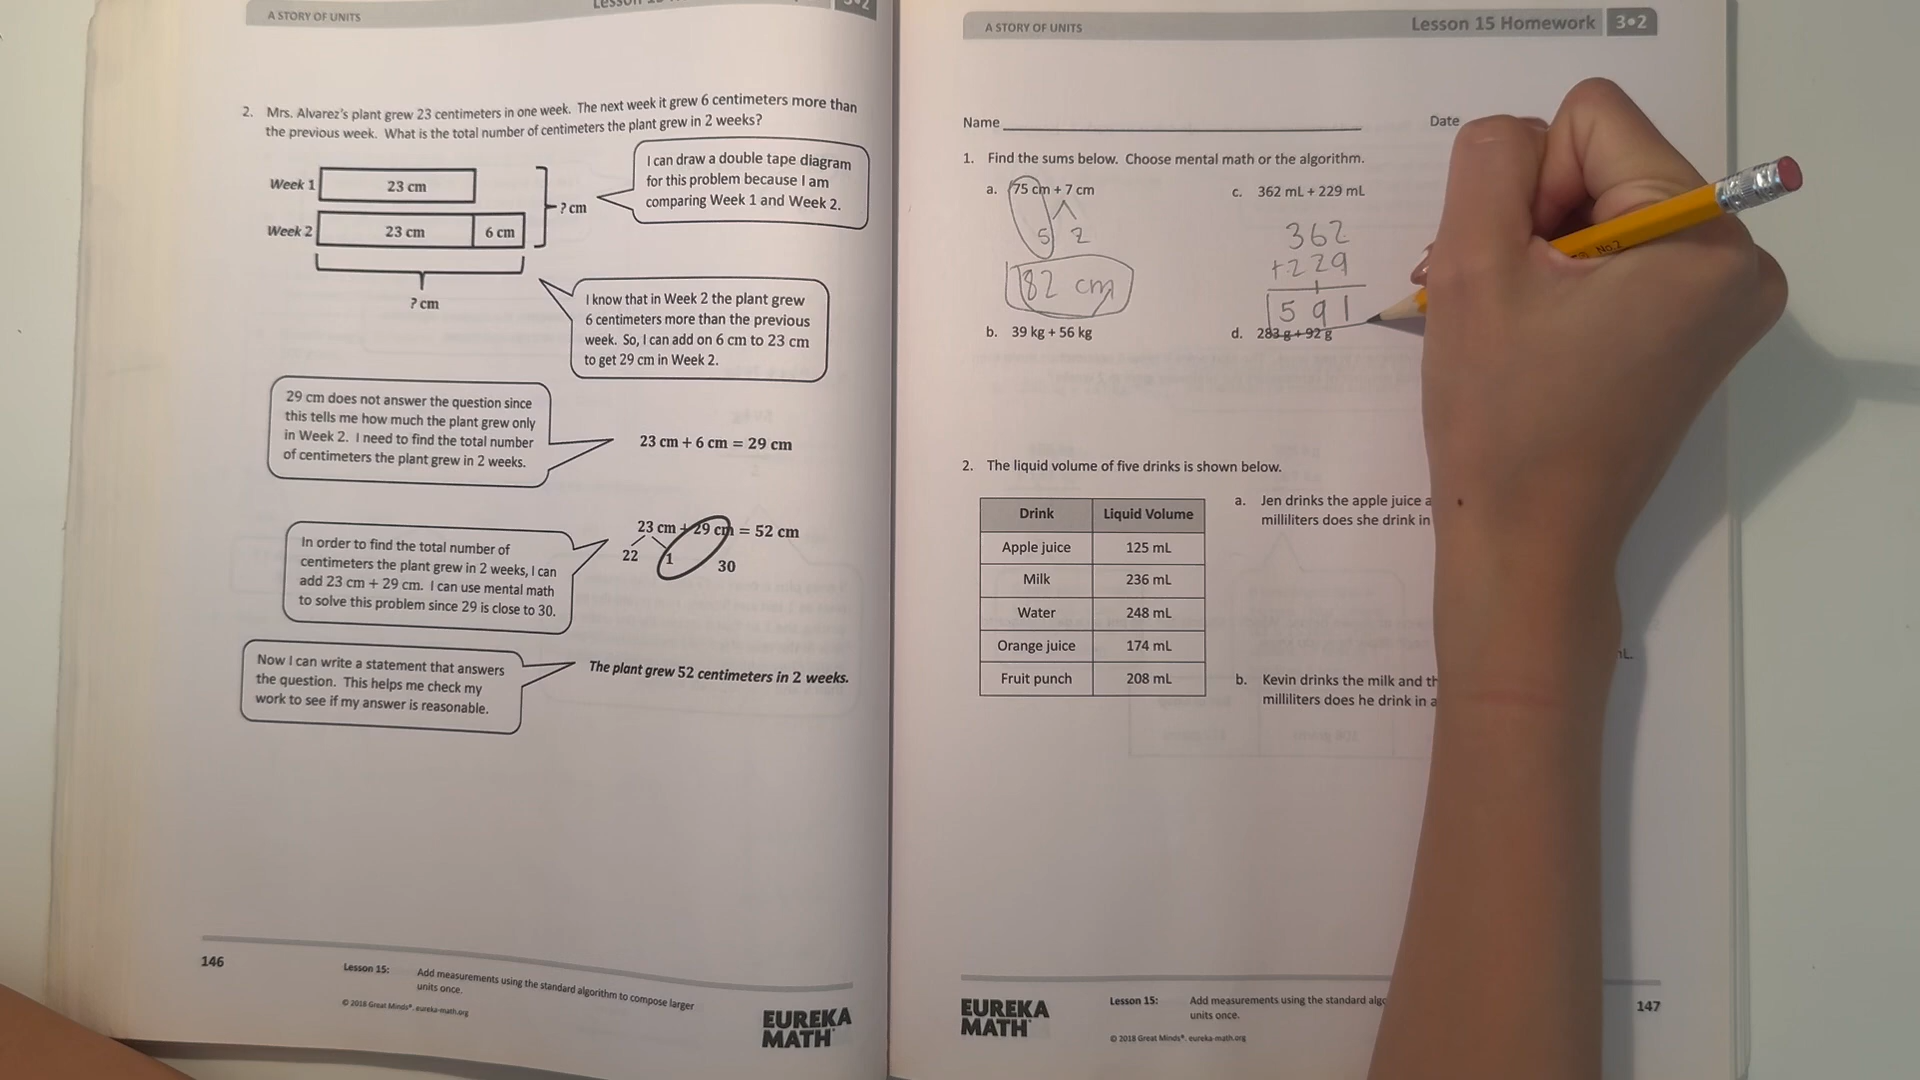 A STORY OF UNITS
2. Mrs. Alvarez's plant grew 23 centimeters in one week. The next week it grew 6 centimeters more than
the previous week. What is the total number of centimeters the plant grew in 2 weeks?
Week 1
23 cm
Week 2
23 cm
6 cm
? cm
? cm
I can draw a double tape diagram
for this problem because I am
comparing Week 1 and Week 2.
I know that in Week 2 the plant grew
6 centimeters more than the previous
week. So, I can add on 6 cm to 23 cm
to get 29 cm in Week 2.
29 cm does not answer the question since
this tells me how much the plant grew only
in Week 2. I need to find the total number
of centimeters the plant grew in 2 weeks.
23 cm + 6 cm = 29 cm
In order to find the total number of
centimeters the plant grew in 2 weeks, I can
add 23 cm + 29 cm. I can use mental math
to solve this problem since 29 is close to 30.
23 cm + 29 cm = 52 cm
22 1 30
Now I can write a statement that answers
the question. This helps me check my
work to see if my answer is reasonable.
The plant grew 52 centimeters in 2 weeks.
146
Lesson 15: Add measurements using the standard algorithm to compose larger
units once.
© 2018 Great Minds®. eureka-math.org
EUREKA
MATH
A STORY OF UNITS
Lesson 15 Homework 3•2
Name
Date
1. Find the sums below. Choose mental math or the algorithm.
a. 75 cm + 7 cm
5 2
82 cm
c. 362 mL + 229 mL
362
+229
1
591
b. 39 kg + 56 kg
d. 283 g + 92 g
2. The liquid volume of five drinks is shown below.
Drink Liquid Volume
Apple juice 125 mL
Milk 236 mL
Water 248 mL
Orange juice 174 mL
Fruit punch 208 mL
a. Jen drinks the apple juice
milliliters does she drink in
b. Kevin drinks the milk and
milliliters does he drink in
EUREKA
MATH
Lesson 15: Add measurements using the standard
units once.
© 2018 Great Minds®. eureka-math.org
147